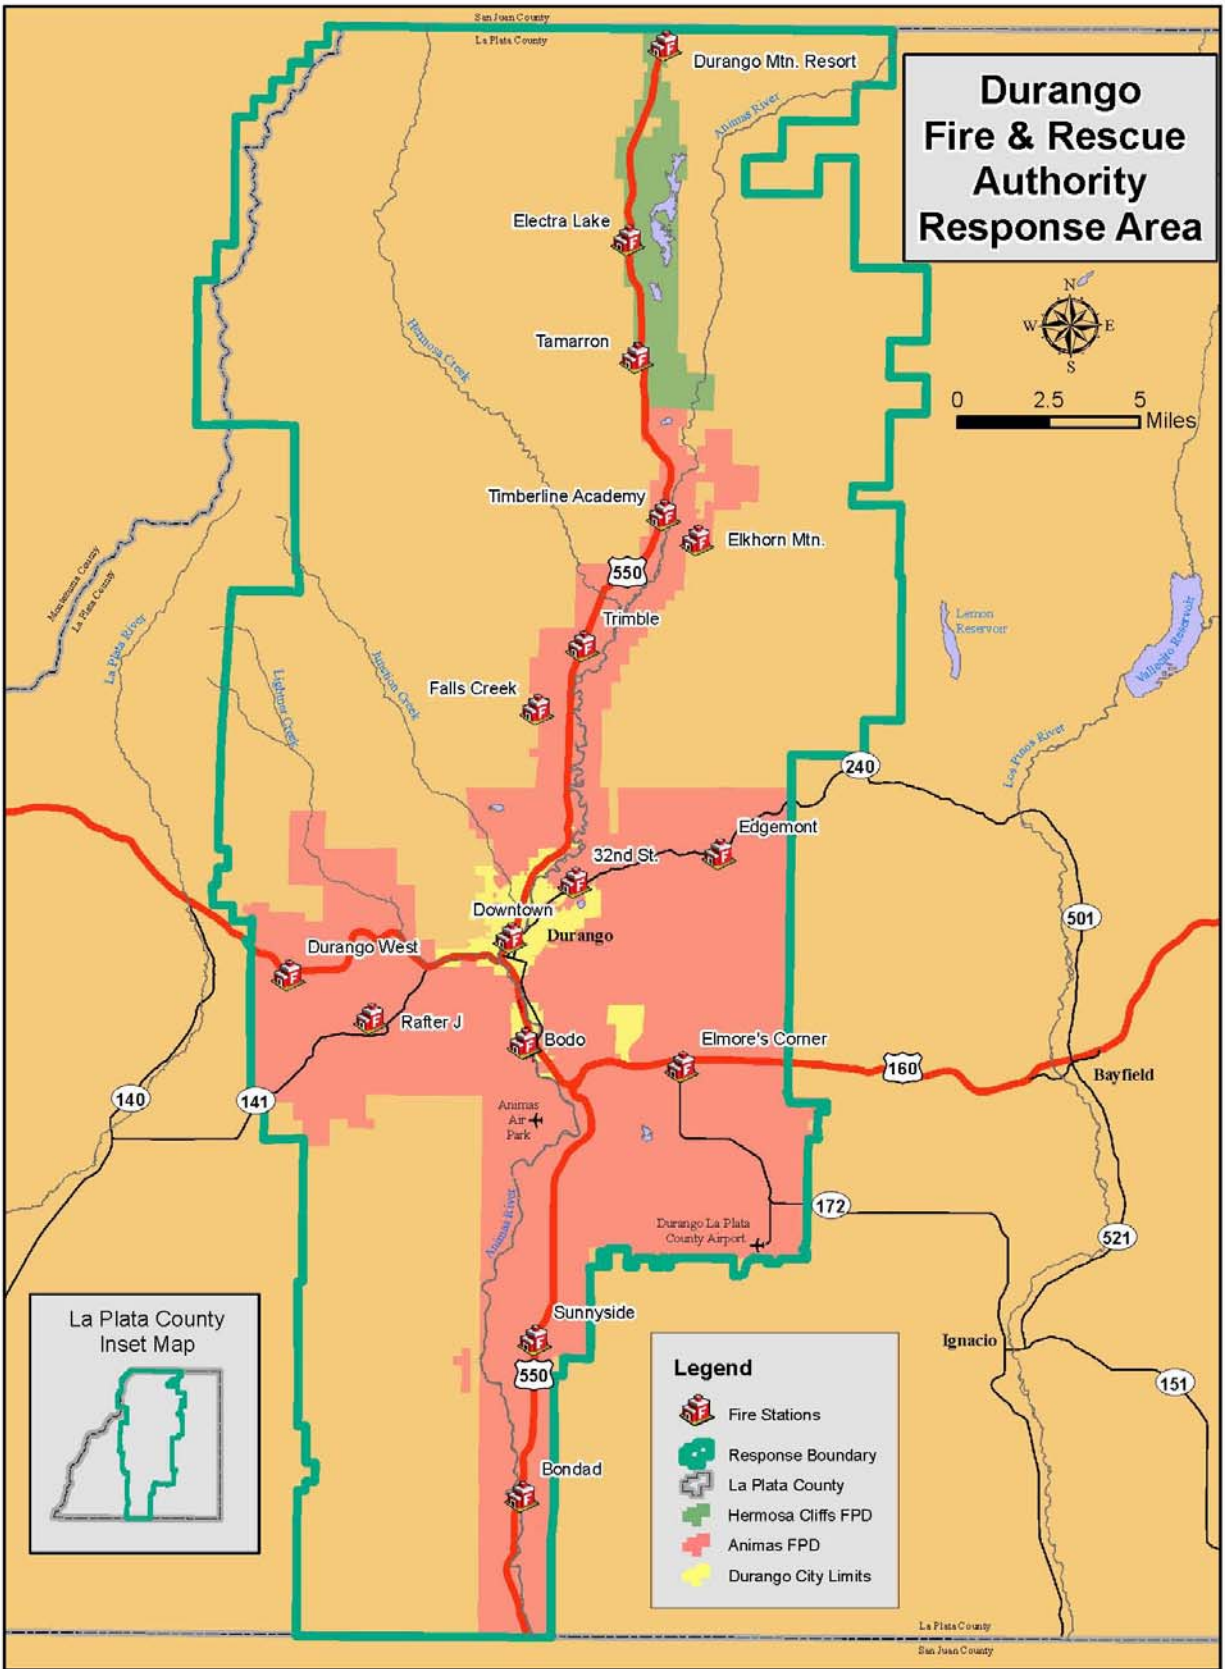 San Juan County
La Plata County
Durango Mtn. Resort
Durango
Fire & Rescue
Authority
Response Area
Animas River
Electra Lake
N
W
E
S
Hermosa Creek
Tamarron
0 2.5 5
Miles
Timberline Academy
Elkhorn Mtn.
550
Montezuma County
La Plata County
La Plata River
Trimble
Lemon
Reservoir
Vallecito Reservoir
Junction Creek
Lightner Creek
Falls Creek
Los Pinos River
240
Edgemont
32nd St.
Downtown
Durango
501
Durango West
Rafter J
Bodo
Elmore's Corner
160
Bayfield
140
141
Animas
Air
Park
Animas River
172
Durango La Plata
County Airport
521
Sunnyside
550
Ignacio
151
La Plata County
Inset Map
Bondad
Legend
F
Fire Stations
Response Boundary
La Plata County
Hermosa Cliffs FPD
Animas FPD
Durango City Limits
La Plata County
San Juan County